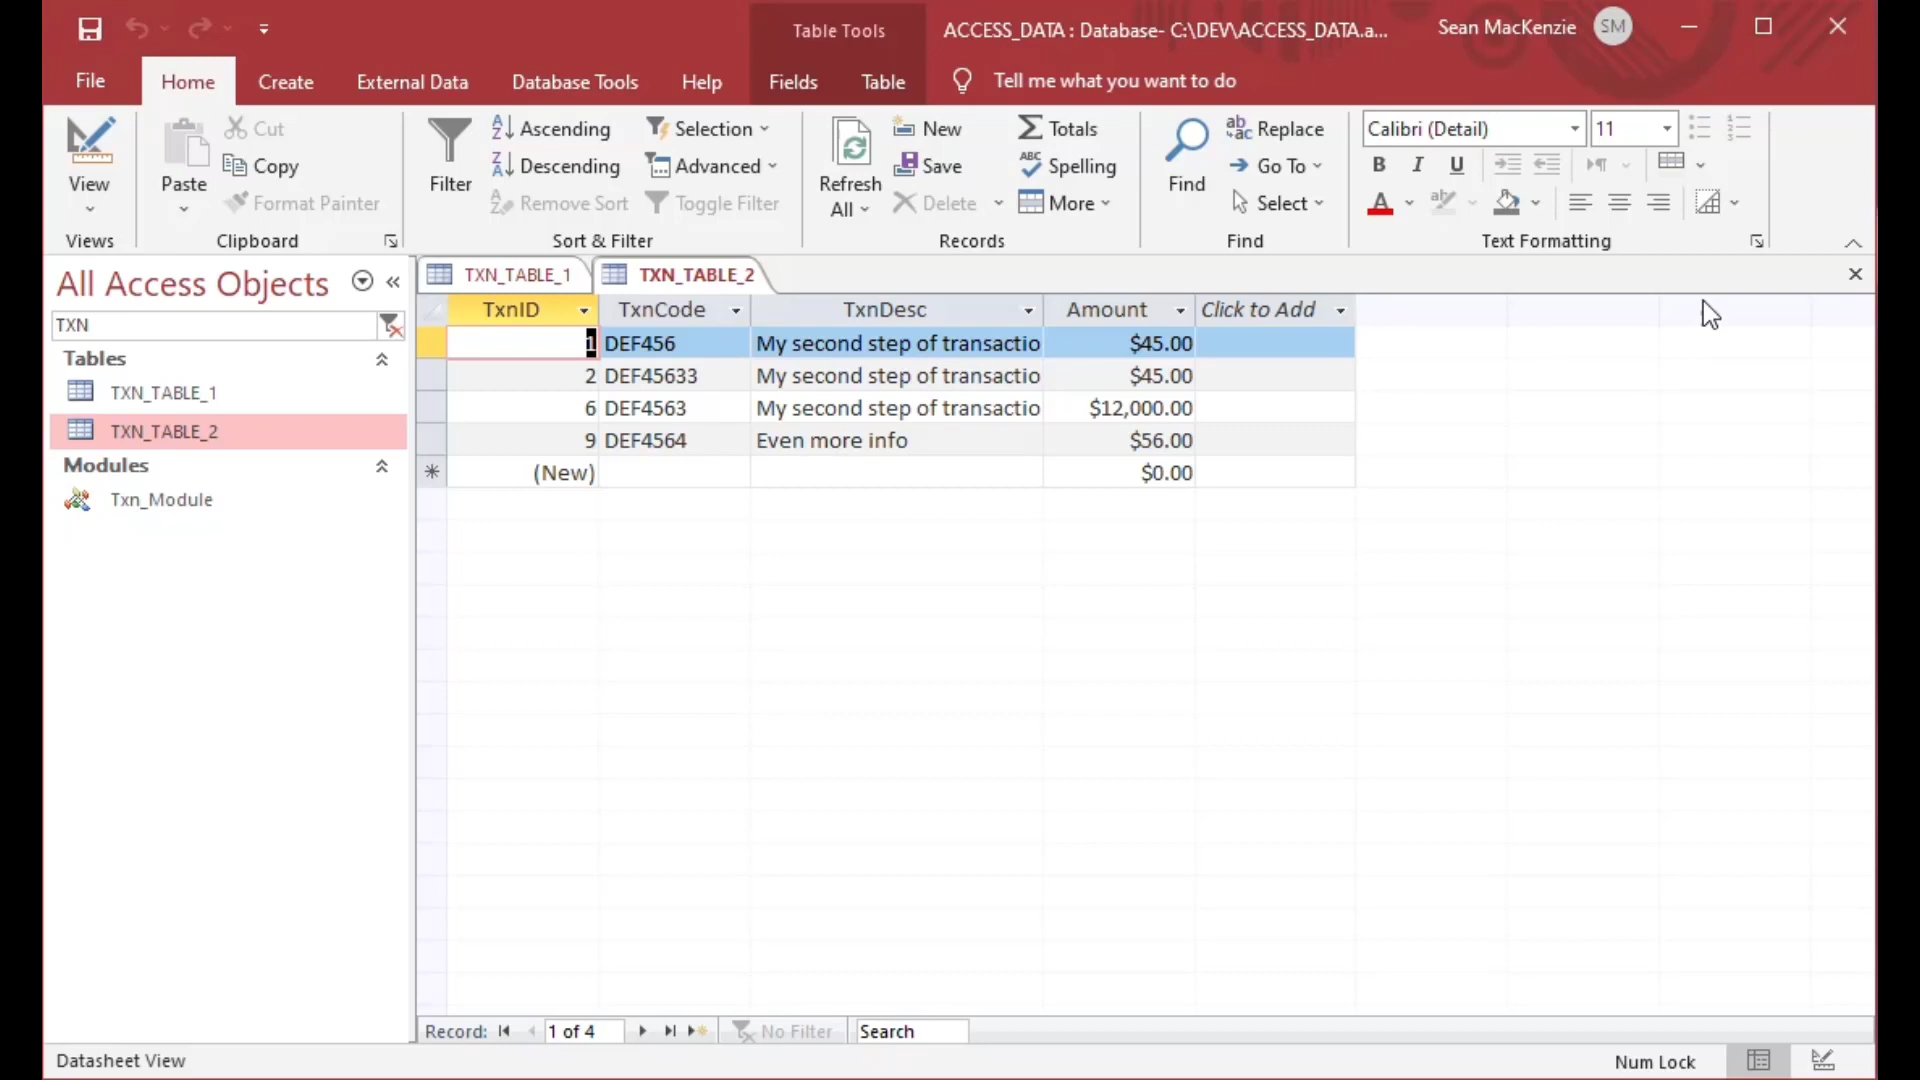 Table Tools
ACCESS_DATA : Database- C:\DEV\ACCESS_DATA.a...
Sean MacKenzie
SM
File
Home
Create
External Data
Database Tools
Help
Fields
Table
Tell me what you want to do
View
Views
Paste
Cut
Copy
Format Painter
Clipboard
Filter
Ascending
Descending
Remove Sort
Selection
Advanced
Toggle Filter
Sort & Filter
Refresh
All
New
Save
Delete
Totals
Spelling
More
Records
Find
Replace
Go To
Select
Find
Calibri (Detail)
11
B I U
Text Formatting
All Access Objects
TXN
Tables
TXN_TABLE_1
TXN_TABLE_2
Modules
Txn_Module
TXN_TABLE_1
TXN_TABLE_2
TxnID TxnCode TxnDesc Amount Click to Add
1 DEF456 My second step of transactio $45.00
2 DEF45633 My second step of transactio $45.00
6 DEF4563 My second step of transactio $12,000.00
9 DEF4564 Even more info $56.00
(New) $0.00
Record: 1 of 4 No Filter Search
Datasheet View
Num Lock